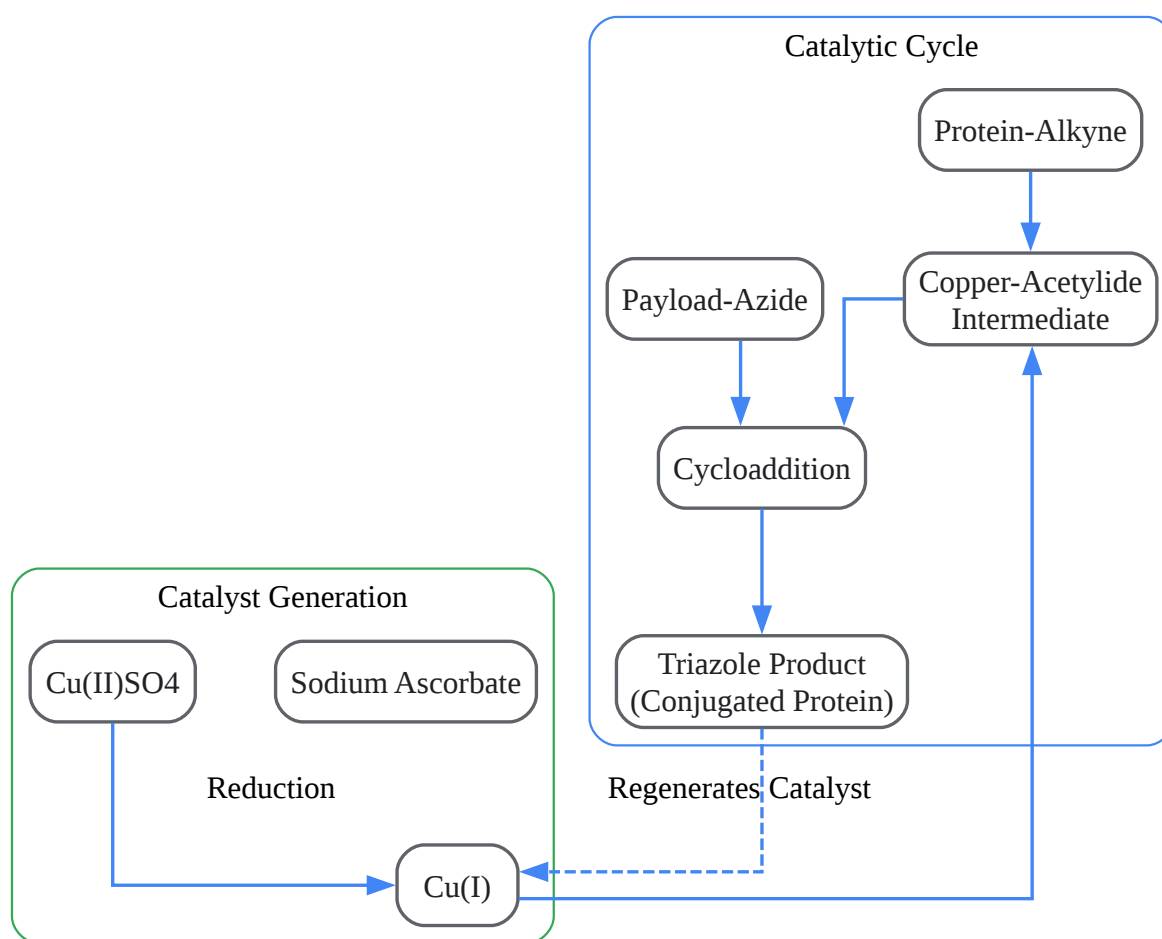 Catalytic Cycle
Protein-Alkyne
Copper-Acetylide
Intermediate
Payload-Azide
Cycloaddition
Triazole Product
(Conjugated Protein)
Catalyst Generation
Cu(II)SO4
Sodium Ascorbate
Reduction
Regenerates Catalyst
Cu(I)